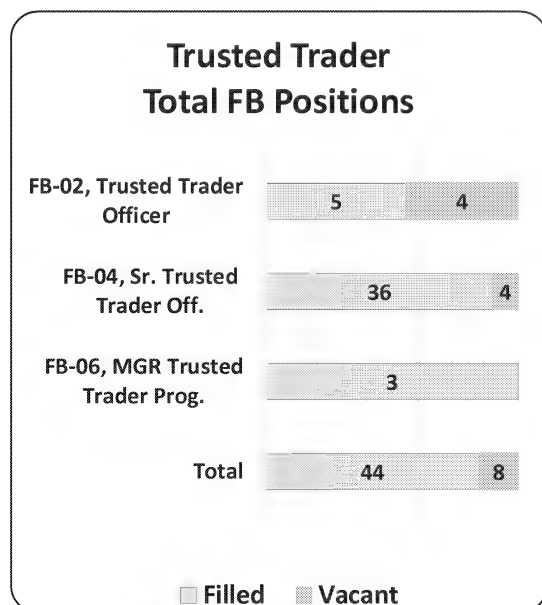 Trusted Trader
Total FB Positions
FB-02, Trusted Trader
Officer
5 4
FB-04, Sr. Trusted
Trader Off.
36 4
FB-06, MGR Trusted
Trader Prog.
3
Total
44 8
Filled Vacant